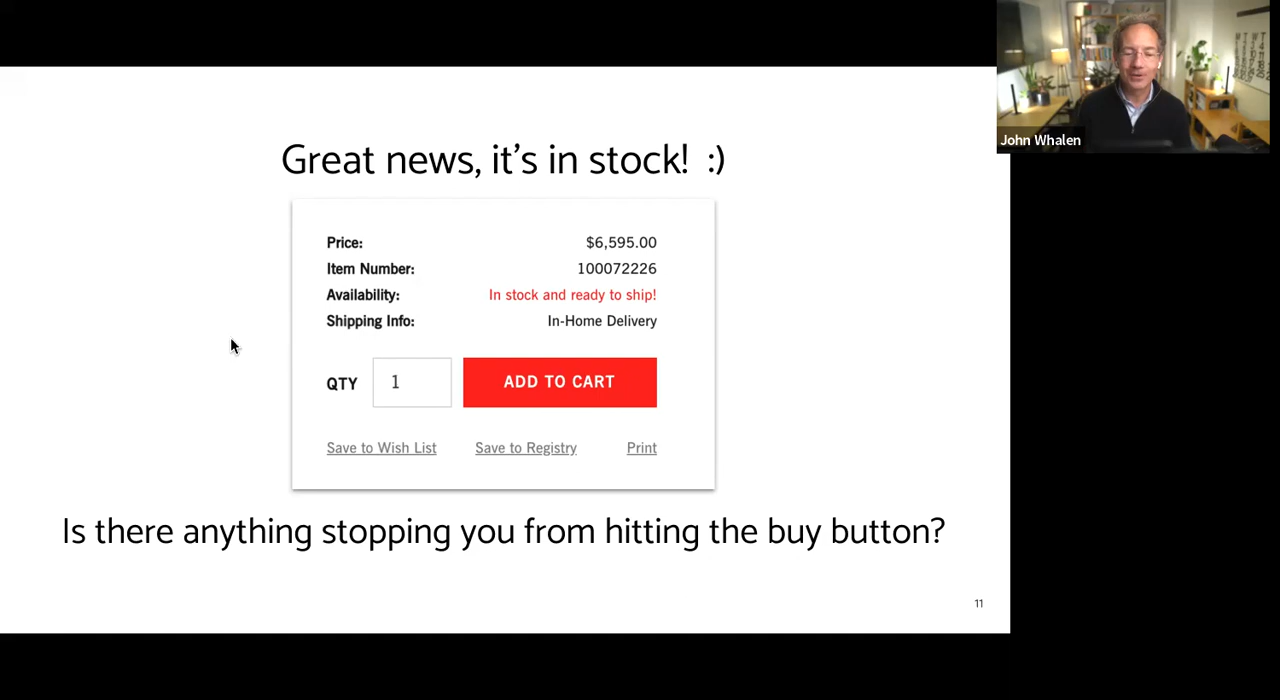 Great news, it's in stock! :)
Price: $6,595.00
Item Number: 100072226
Availability: In stock and ready to ship!
Shipping Info: In-Home Delivery
QTY 1 ADD TO CART
Save to Wish List Save to Registry Print
Is there anything stopping you from hitting the buy button?
11
John Whalen